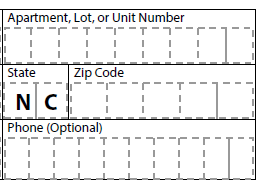 Apartment, Lot, or Unit Number
State Zip Code
N C
Phone (Optional)